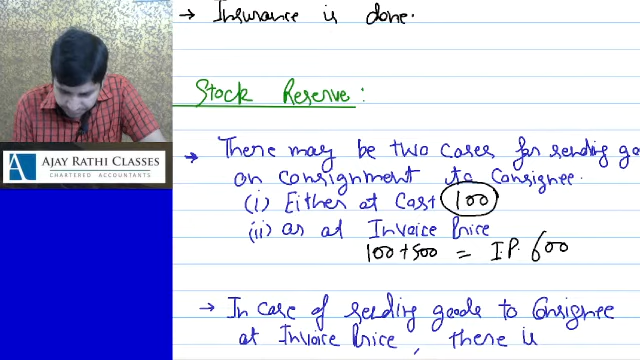 → Insurance is done.
Stock Reserve:
→ There may be two cases for sending goo
on consignment to consignee.
(i) Either at Cost 100
(ii) as at Invoice Price
100 + 500 = I.P. 600
→ In case of sending goods to Consignee
at Invoice Price, there is
A
AJAY RATHI CLASSES
CHARTERED ACCOUNTANTS